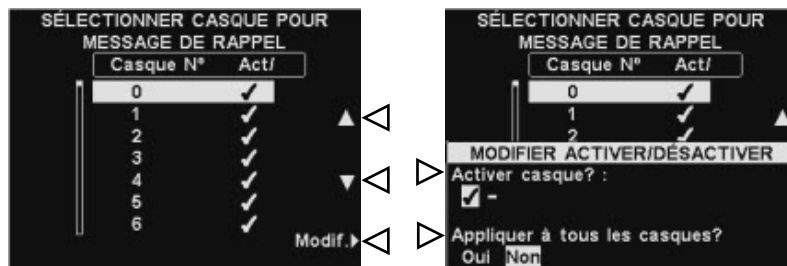 SÉLECTIONNER CASQUE POUR
MESSAGE DE RAPPEL
Casque Nº Act/
0 ✓
1 ✓
2 ✓
3 ✓
4 ✓
5 ✓
6 ✓
Modif.
SÉLECTIONNER CASQUE POUR
MESSAGE DE RAPPEL
Casque Nº Act/
0 ✓
1 ✓
2
MODIFIER ACTIVER/DÉSACTIVER
Activer casque? :
✓ -
Appliquer à tous les casques?
Oui Non